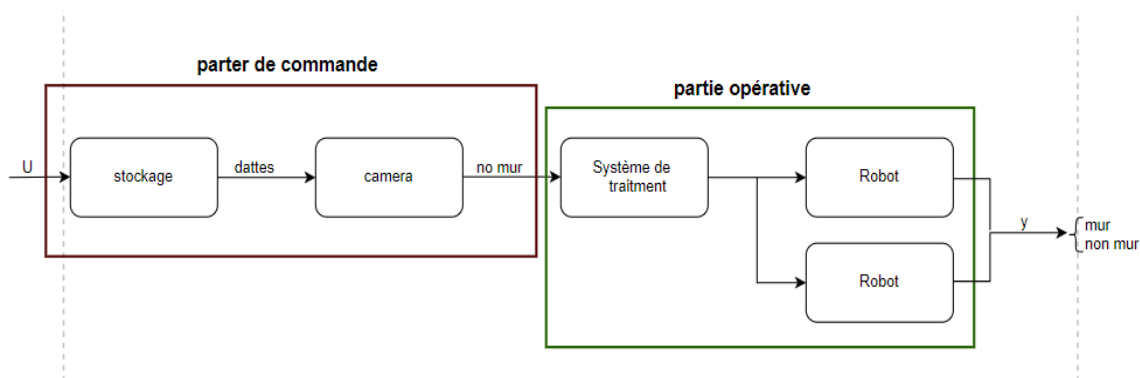 parter de commande
partie opérative
U
stockage
dattes
camera
no mur
Système de
traitment
Robot
Robot
y
mur
non mur